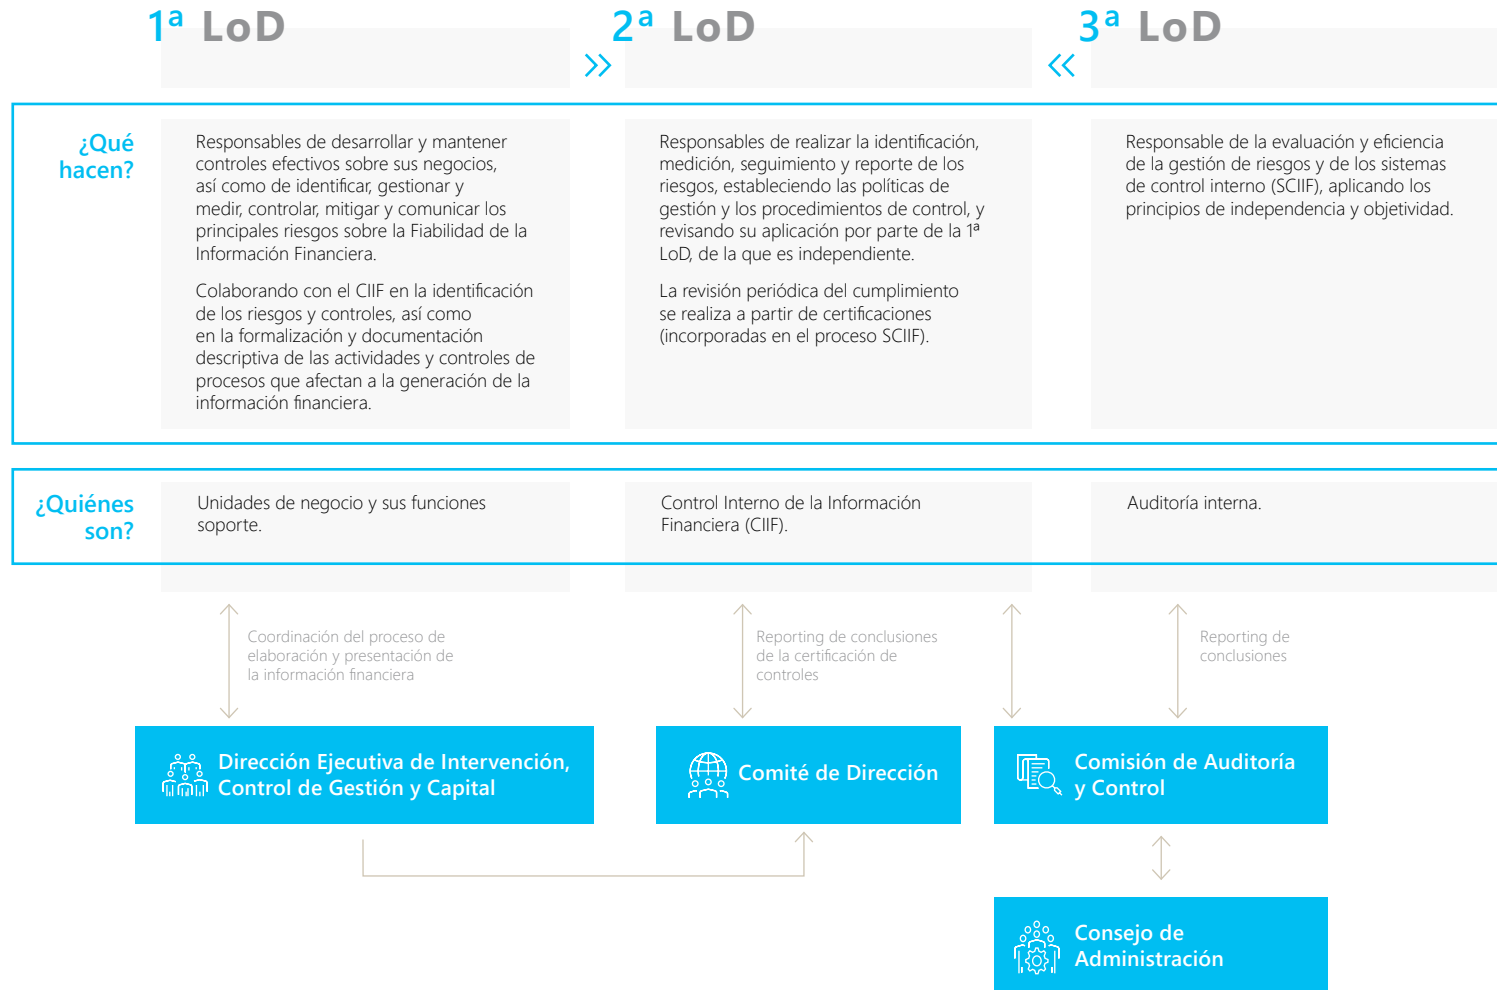 1ª LoD
2ª LoD
3ª LoD
¿Qué
hacen?
Responsables de desarrollar y mantener
controles efectivos sobre sus negocios,
así como de identificar, gestionar y
medir, controlar, mitigar y comunicar los
principales riesgos sobre la Fiabilidad de la
Información Financiera.
Colaborando con el CIIF en la identificación
de los riesgos y controles, así como
en la formalización y documentación
descriptiva de las actividades y controles de
procesos que afectan a la generación de la
información financiera.
Responsables de realizar la identificación,
medición, seguimiento y reporte de los
riesgos, estableciendo las políticas de
gestión y los procedimientos de control, y
revisando su aplicación por parte de la 1ª
LoD, de la que es independiente.
La revisión periódica del cumplimiento
se realiza a partir de certificaciones
(incorporadas en el proceso SCIIF).
Responsable de la evaluación y eficiencia
de la gestión de riesgos y de los sistemas
de control interno (SCIIF), aplicando los
principios de independencia y objetividad.
¿Quiénes
son?
Unidades de negocio y sus funciones
soporte.
Control Interno de la Información
Financiera (CIIF).
Auditoría interna.
Coordinación del proceso de
elaboración y presentación de
la información financiera
Reporting de conclusiones
de la certificación de
controles
Reporting de
conclusiones
Dirección Ejecutiva de Intervención,
Control de Gestión y Capital
Comité de Dirección
Comisión de Auditoría
y Control
Consejo de
Administración